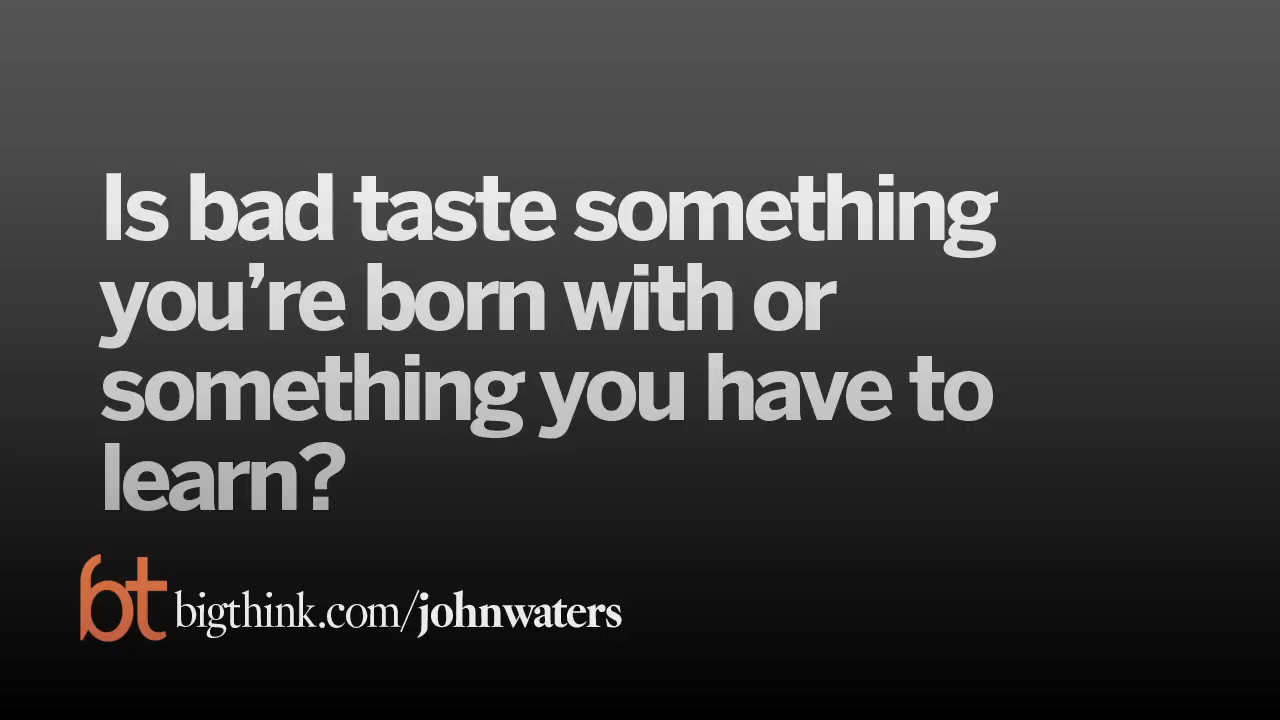 Is bad taste something
you’re born with or
something you have to
learn?
bt bigthink.com/johnwaters